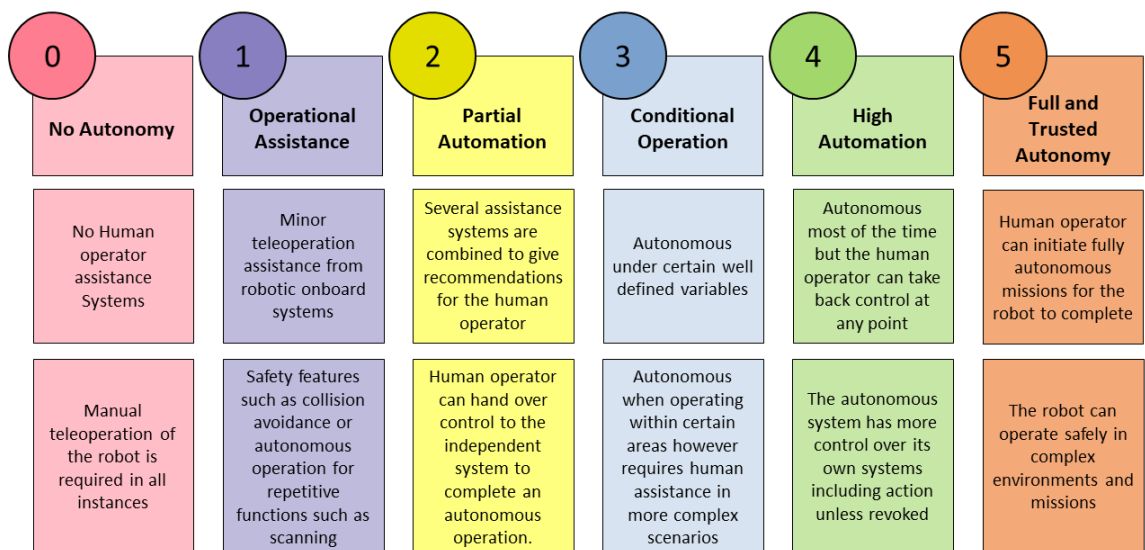 0
No Autonomy
No Human
operator
assistance
Systems
Manual
teleoperation of
the robot is
required in all
instances
1
Operational
Assistance
Minor
teleoperation
assistance from
robotic onboard
systems
Safety features
such as collision
avoidance or
autonomous
operation for
repetitive
functions such as
scanning
2
Partial
Automation
Several assistance
systems are
combined to give
recommendations
for the human
operator
Human operator
can hand over
control to the
independent
system to
complete an
autonomous
operation.
3
Conditional
Operation
Autonomous
under certain well
defined variables
Autonomous
when operating
within certain
areas however
requires human
assistance in
more complex
scenarios
4
High
Automation
Autonomous
most of the time
but the human
operator can take
back control at
any point
The autonomous
system has more
control over its
own systems
including action
unless revoked
5
Full and
Trusted
Autonomy
Human operator
can initiate fully
autonomous
missions for the
robot to complete
The robot can
operate safely in
complex
environments and
missions